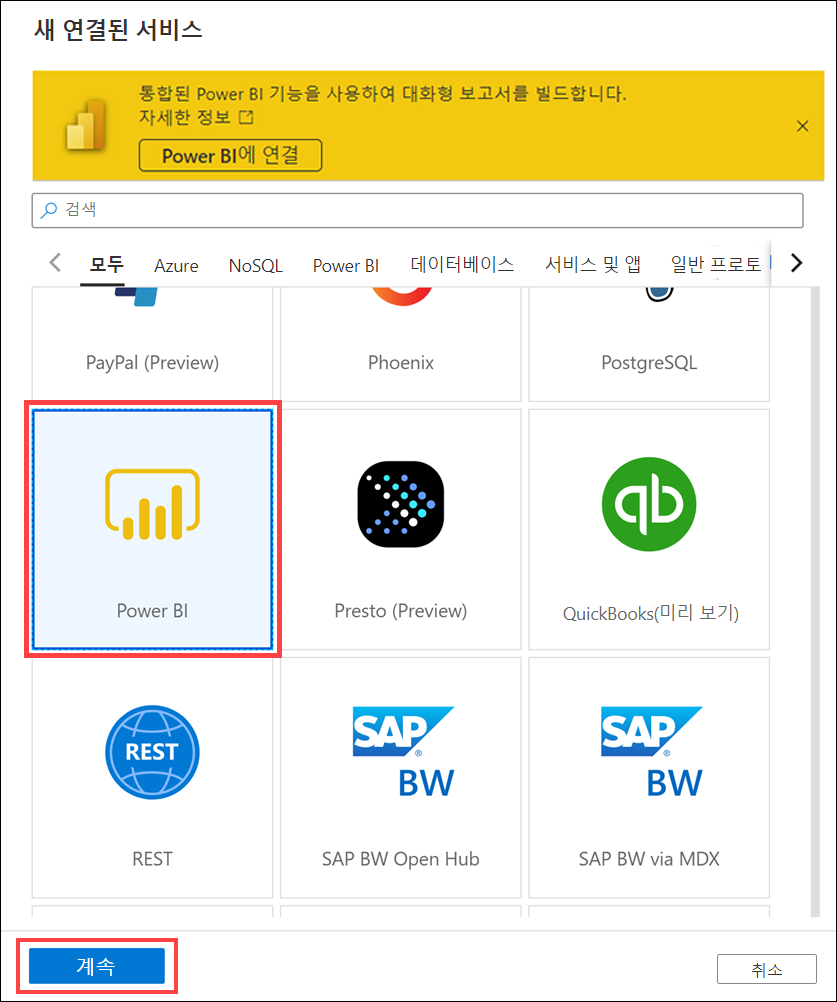 새 연결된 서비스
통합된 Power BI 기능을 사용하여 대화형 보고서를 빌드합니다.
자세한 정보
Power BI에 연결
검색
모두 Azure NoSQL Power BI 데이터베이스 서비스 및 앱 일반 프로토
PayPal (Preview) Phoenix PostgreSQL
qb
Power BI Presto (Preview) QuickBooks(미리 보기)
REST SAP® BW SAP® BW
REST SAP BW Open Hub SAP BW via MDX
계속 취소